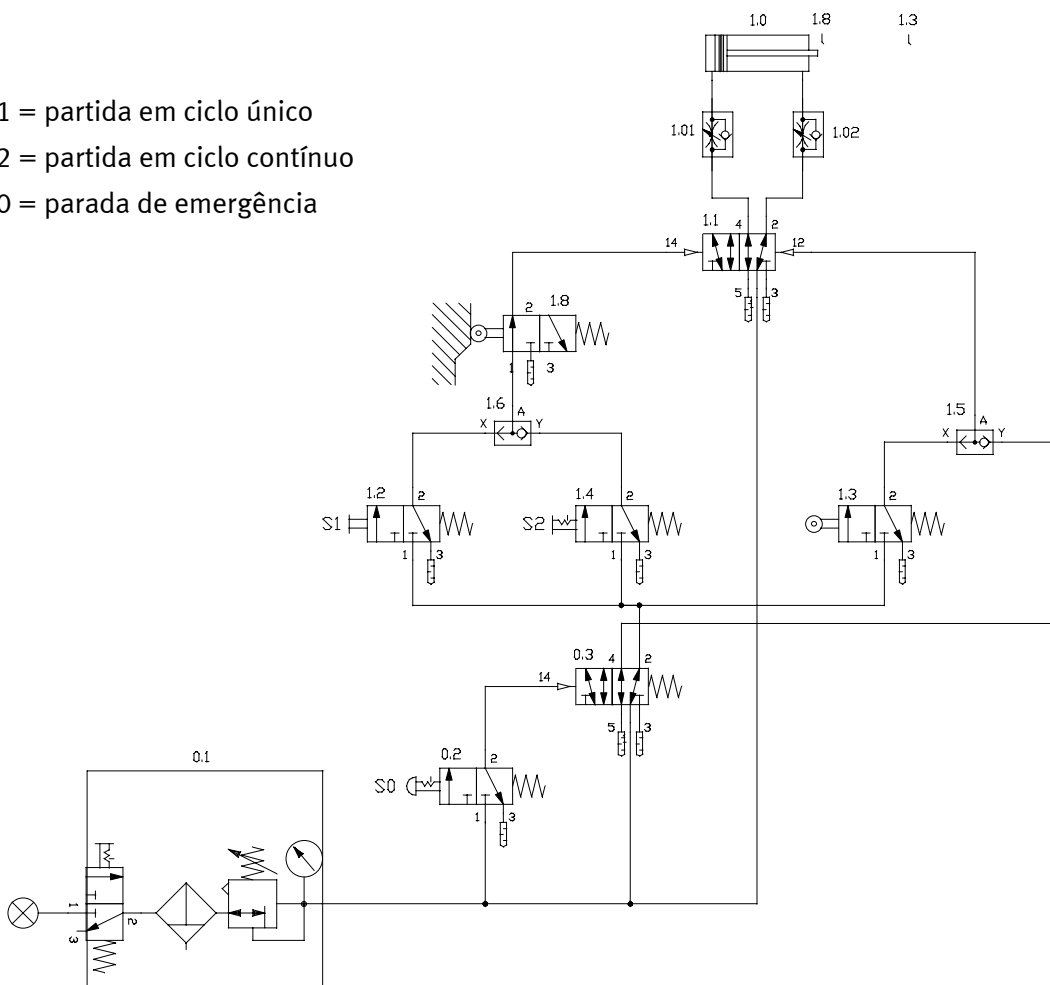 1.0 1.8 1.3
1 = partida em ciclo único
2 = partida em ciclo contínuo
0 = parada de emergência
1.01 1.02
1.1 4 2
14 12
5 3
2 1.8
1 3
1.6 A
X Y
1.5 A
X Y
1.2 2
S1
1 3
1.4 2
S2
1 3
1.3 2
1 3
0.3 4 2
14
5 3
0.2 2
S0
1 3
0.1
1 2
3